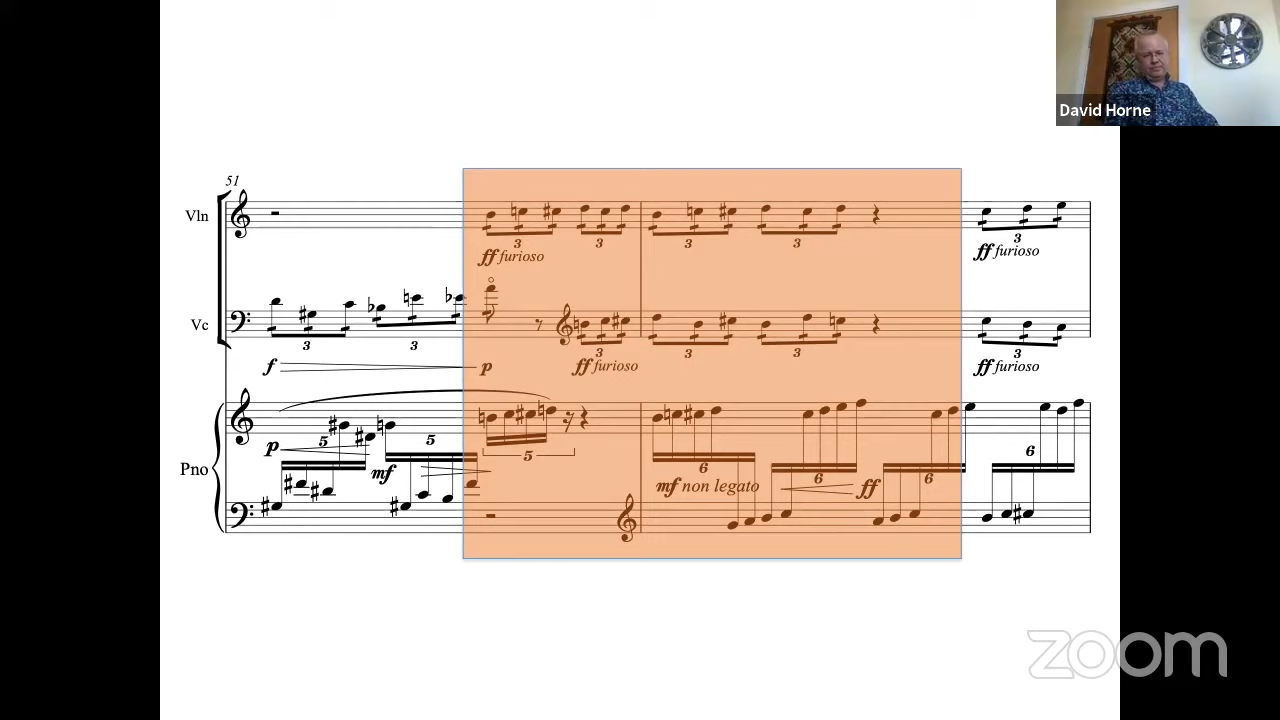 David Horne
51
Vln
3 3 3 3 3
ff furioso
ff furioso
Vc
3 3 3 3 3 3
f p
ff furioso
ff furioso
Pno
p 5 mf 5 5
6 6 6 6
mf non legato ff
zoom